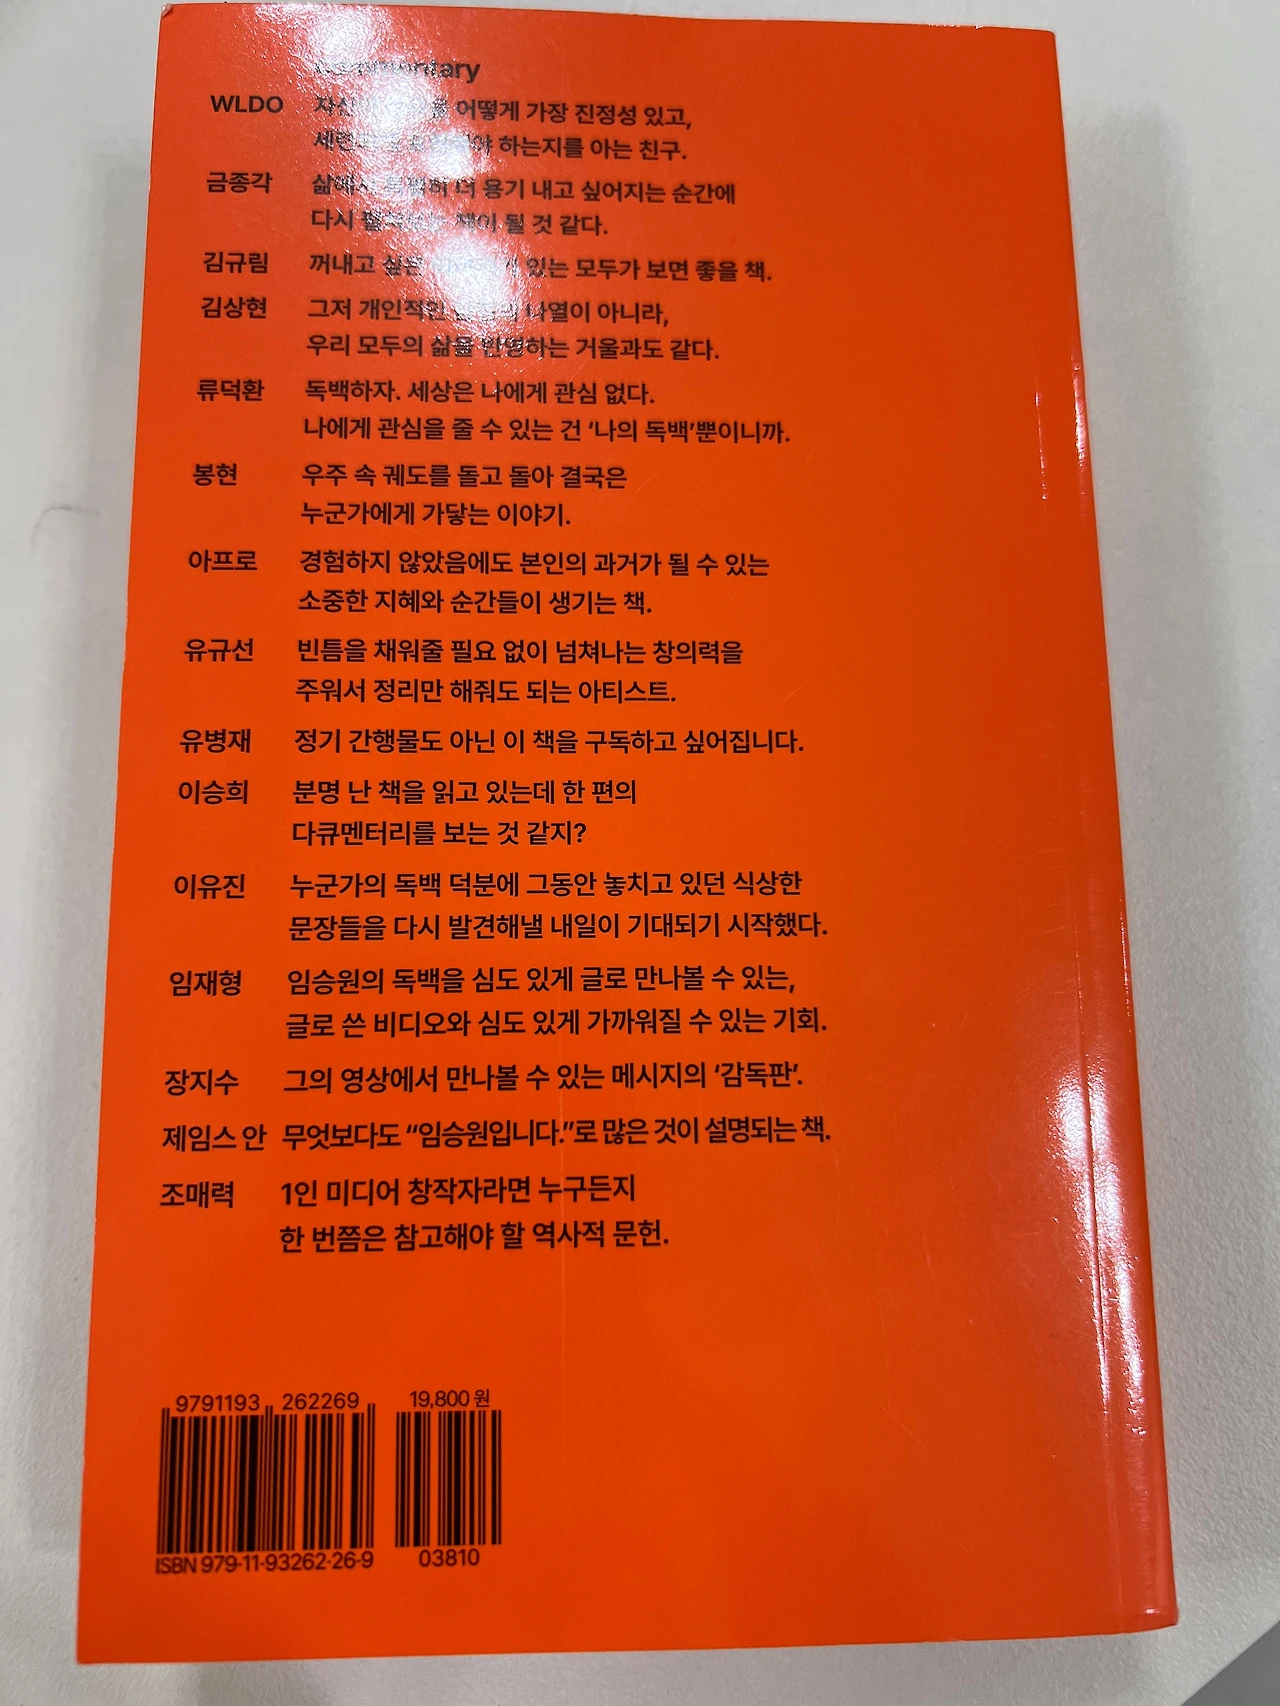 Commentary
WLDO 어떻게 가장 진정성 있고,
하는지를 아는 친구.
금종각 삶에서 더 용기 내고 싶어지는 순간에
다시 책이 될 것 같다.
김규림 꺼내고 싶은 있는 모두가 보면 좋을 책.
김상현 그저 개인적인 나열이 아니라,
우리 모두의 삶을 반영하는 거울과도 같다.
류덕환 독백하자. 세상은 나에게 관심 없다.
나에게 관심을 줄 수 있는 건 ‘나의 독백’뿐이니까.
봉현 우주 속 궤도를 돌고 돌아 결국은
누군가에게 가닿는 이야기.
아프로 경험하지 않았음에도 본인의 과거가 될 수 있는
소중한 지혜와 순간들이 생기는 책.
유규선 빈틈을 채워줄 필요 없이 넘쳐나는 창의력을
주워서 정리만 해줘도 되는 아티스트.
유병재 정기 간행물도 아닌 이 책을 구독하고 싶어집니다.
이승희 분명 난 책을 읽고 있는데 한 편의
다큐멘터리를 보는 것 같지?
이유진 누군가의 독백 덕분에 그동안 놓치고 있던 식상한
문장들을 다시 발견해낼 내일이 기대되기 시작했다.
임재형 임승원의 독백을 심도 있게 글로 만나볼 수 있는,
글로 쓴 비디오와 심도 있게 가까워질 수 있는 기회.
장지수 그의 영상에서 만나볼 수 있는 메시지의 ‘감독판’.
제임스 안 무엇보다도 “임승원입니다.”로 많은 것이 설명되는 책.
조매력 1인 미디어 창작자라면 누구든지
한 번쯤은 참고해야 할 역사적 문헌.
9791193 262269 19,800 원
ISBN 979-11-93262-26-9 03810